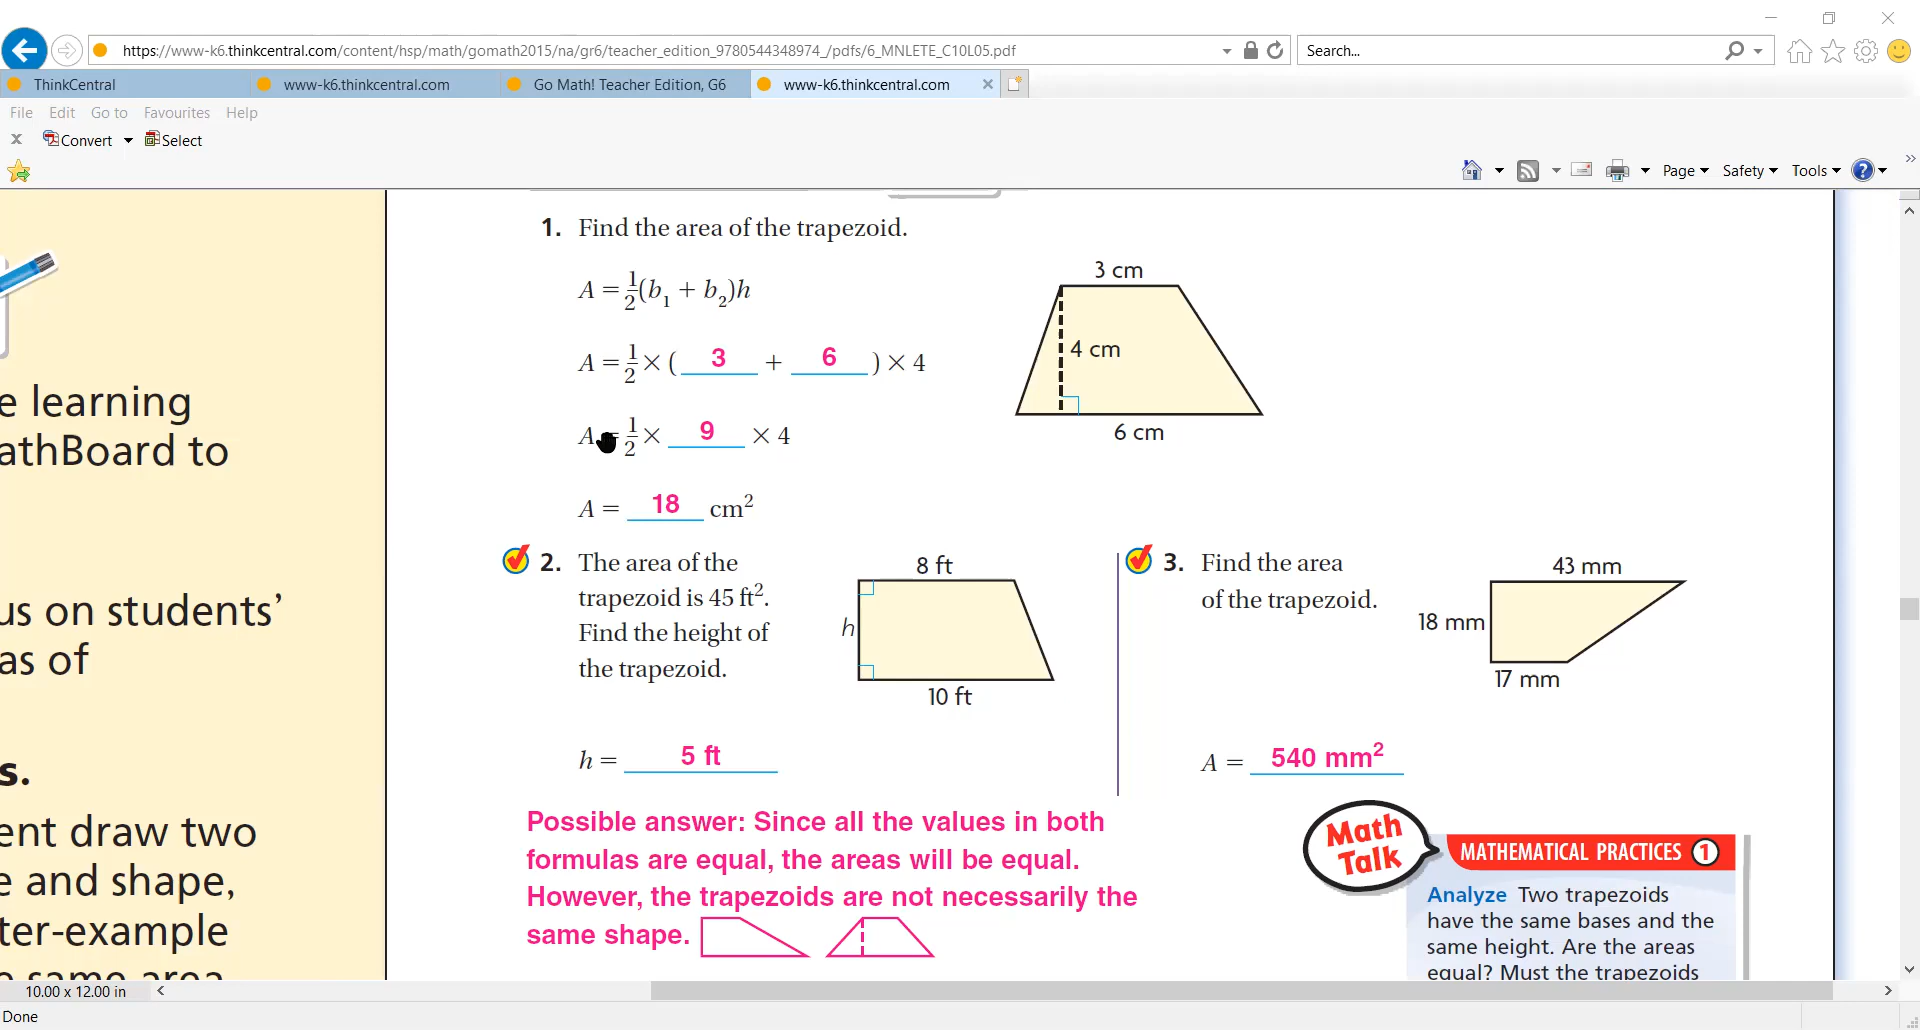 https://www-k6.thinkcentral.com/content/hsp/math/gomath2015/na/gr6/teacher_edition_9780544348974_/pdfs/6_MNLETE_C10L05.pdf
Search...
ThinkCentral
www-k6.thinkcentral.com
Go Math! Teacher Edition, G6
www-k6.thinkcentral.com
File Edit Go to Favourites Help
x Convert Select
Page Safety Tools
1. Find the area of the trapezoid.
A = 1/2(b₁ + b₂)h
A = 1/2 × ( 3 + 6 ) × 4
A = 1/2 × 9 × 4
A = 18 cm²
3 cm
4 cm
6 cm
e learning
athBoard to
us on students’
as of
s.
ent draw two
e and shape,
ter-example
e same area
2. The area of the
trapezoid is 45 ft².
Find the height of
the trapezoid.
8 ft
h
10 ft
h = 5 ft
3. Find the area
of the trapezoid.
43 mm
18 mm
17 mm
A = 540 mm²
Possible answer: Since all the values in both
formulas are equal, the areas will be equal.
However, the trapezoids are not necessarily the
same shape.
Math
Talk
MATHEMATICAL PRACTICES 1
Analyze Two trapezoids
have the same bases and the
same height. Are the areas
equal? Must the trapezoids
10.00 x 12.00 in
Done